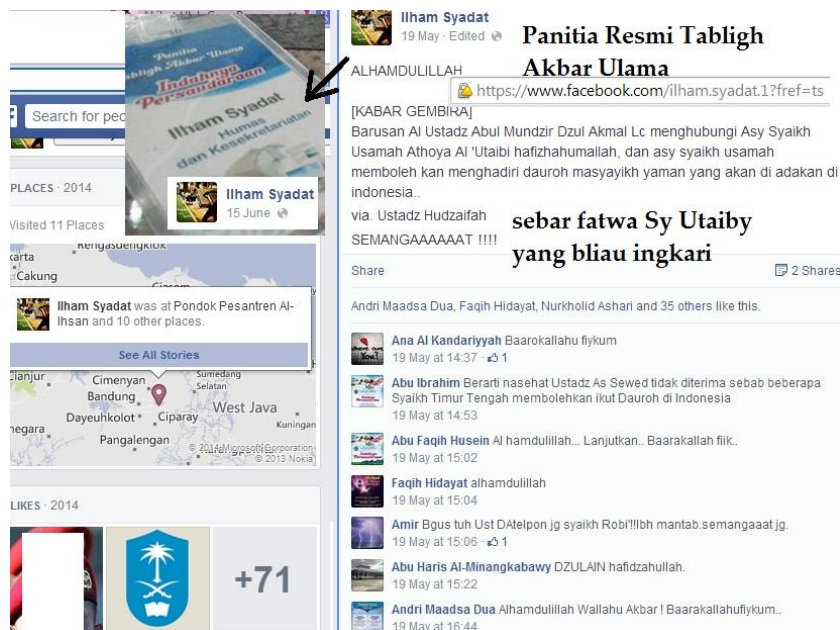 Search for peo
PLACES · 2014
Visited 11 Places
Panitia
Tabligh Akbar Ulama
Indahnya
Persaudaraan
Ilham Syadat
Humas
dan Kesekretariatan
Ilham Syadat
15 June
Rengasdengklok
karta
Cakung
Ilham Syadat was at Pondok Pesantren Al-
Ihsan and 10 other places.
See All Stories
Cianjur
Cimenyan
Sumedang
Selatan
Bandung
West Java
Dayeuhkolot
Ciparay
Kuningan
negara
Pangalengan
© 2014 Microsoft Corporation
© 2013 Nokia
LIKES · 2014
+71
Ilham Syadat
19 May · Edited
Panitia Resmi Tabligh
Akbar Ulama
ALHAMDULILLAH
https://www.facebook.com/ilham.syadat.1?fref=ts
[KABAR GEMBIRA]
Barusan Al Ustadz Abul Mundzir Dzul Akmal Lc menghubungi Asy Syaikh
Usamah Athoya Al 'Utaibi hafizhahumallah, dan asy syaikh usamah
memboleh kan menghadiri dauroh masyayikh yaman yang akan di adakan di
indonesia..
via. Ustadz Hudzaifah
SEMANGAAAAAAT !!!!
sebar fatwa Sy Utaiby
yang bliau ingkari
Share
2 Shares
Andri Maadsa Dua, Faqih Hidayat, Nurkholid Ashari and 35 others like this.
Ana Al Kandariyyah Baarokallahu fiykum
19 May at 14:37 · 1
Abu Ibrahim Berarti nasehat Ustadz As Sewed tidak diterima sebab beberapa
Syaikh Timur Tengah membolehkan ikut Dauroh di Indonesia
19 May at 14:53
Abu Faqih Husein Al hamdulillah... Lanjutkan.. Baarakallah fiik..
19 May at 15:02
Faqih Hidayat alhamdulillah
19 May at 15:04
Amir Bgus tuh Ust DAtelpon jg syaikh Robi'!!lbh mantab.semangaaat jg.
19 May at 15:06 · 1
Abu Haris Al-Minangkabawy DZULAIN hafidzahullah.
19 May at 15:22
Andri Maadsa Dua Alhamdulillah Wallahu Akbar ! Baarakallahufiykum..
19 May at 16:44